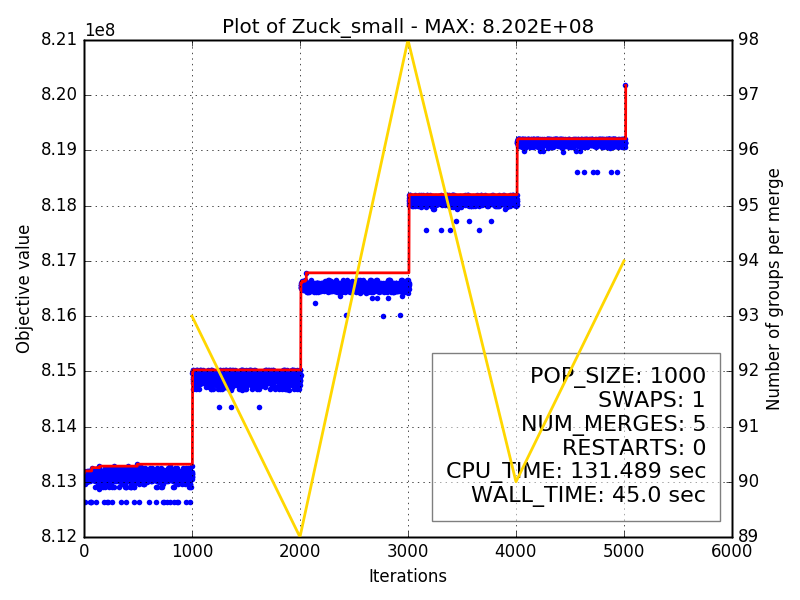 Plot of Zuck_small - MAX: 8.202E+08
1e8
8.21
8.20
8.19
8.18
8.17
8.16
8.15
8.14
8.13
8.12
Objective value
98
97
96
95
94
93
92
91
90
89
Number of groups per merge
POP_SIZE: 1000
SWAPS: 1
NUM_MERGES: 5
RESTARTS: 0
CPU_TIME: 131.489 sec
WALL_TIME: 45.0 sec
0 1000 2000 3000 4000 5000 6000
Iterations